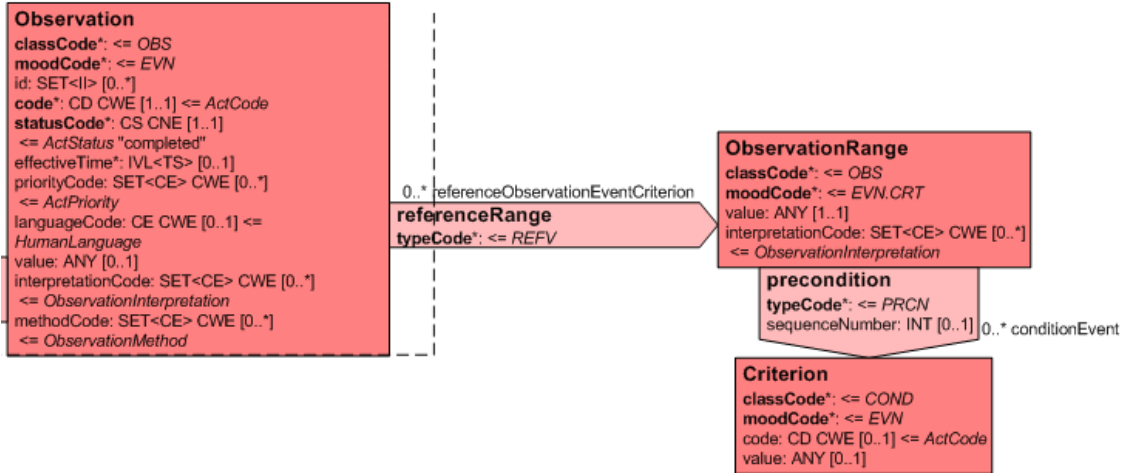 Observation
classCode*: <= OBS
moodCode*: <= EVN
id: SET<II> [0..*]
code*: CD CWE [1..1] <= ActCode
statusCode*: CS CNE [1..1]
<= ActStatus "completed"
effectiveTime*: IVL<TS> [0..1]
priorityCode: SET<CE> CWE [0..*]
<= ActPriority
languageCode: CE CWE [0..1] <=
HumanLanguage
value: ANY [0..1]
interpretationCode: SET<CE> CWE [0..*]
<= ObservationInterpretation
methodCode: SET<CE> CWE [0..*]
<= ObservationMethod
0..* referenceObservationEventCriterion
referenceRange
typeCode*: <= REFV
ObservationRange
classCode*: <= OBS
moodCode*: <= EVN.CRT
value: ANY [1..1]
interpretationCode: SET<CE> CWE [0..*]
<= ObservationInterpretation
precondition
typeCode*: <= PRCN
sequenceNumber: INT [0..1]
0..* conditionEvent
Criterion
classCode*: <= COND
moodCode*: <= EVN
code: CD CWE [0..1] <= ActCode
value: ANY [0..1]